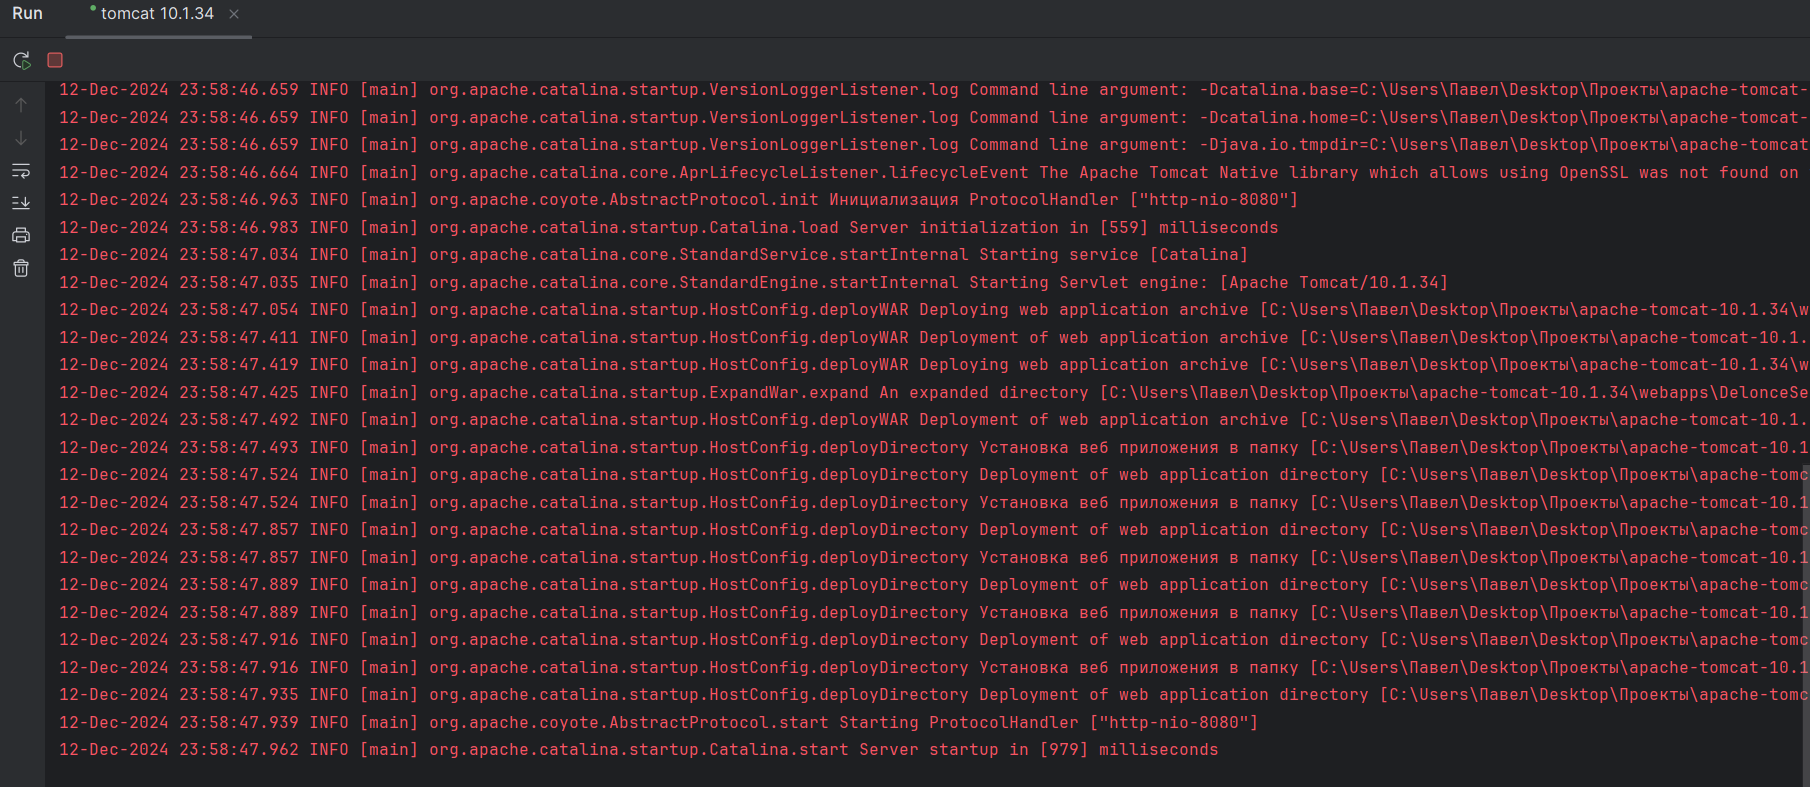 Run
tomcat 10.1.34
12-Dec-2024 23:58:46.659 INFO [main] org.apache.catalina.startup.VersionLoggerListener.log Command line argument: -Dcatalina.base=C:\Users\Павел\Desktop\Проекты\apache-tomcat-
12-Dec-2024 23:58:46.659 INFO [main] org.apache.catalina.startup.VersionLoggerListener.log Command line argument: -Dcatalina.home=C:\Users\Павел\Desktop\Проекты\apache-tomcat-
12-Dec-2024 23:58:46.659 INFO [main] org.apache.catalina.startup.VersionLoggerListener.log Command line argument: -Djava.io.tmpdir=C:\Users\Павел\Desktop\Проекты\apache-tomcat
12-Dec-2024 23:58:46.664 INFO [main] org.apache.catalina.core.AprLifecycleListener.lifecycleEvent The Apache Tomcat Native library which allows using OpenSSL was not found on
12-Dec-2024 23:58:46.963 INFO [main] org.apache.coyote.AbstractProtocol.init Инициализация ProtocolHandler ["http-nio-8080"]
12-Dec-2024 23:58:46.983 INFO [main] org.apache.catalina.startup.Catalina.load Server initialization in [559] milliseconds
12-Dec-2024 23:58:47.034 INFO [main] org.apache.catalina.core.StandardService.startInternal Starting service [Catalina]
12-Dec-2024 23:58:47.035 INFO [main] org.apache.catalina.core.StandardEngine.startInternal Starting Servlet engine: [Apache Tomcat/10.1.34]
12-Dec-2024 23:58:47.054 INFO [main] org.apache.catalina.startup.HostConfig.deployWAR Deploying web application archive [C:\Users\Павел\Desktop\Проекты\apache-tomcat-10.1.34\w
12-Dec-2024 23:58:47.411 INFO [main] org.apache.catalina.startup.HostConfig.deployWAR Deployment of web application archive [C:\Users\Павел\Desktop\Проекты\apache-tomcat-10.1.
12-Dec-2024 23:58:47.419 INFO [main] org.apache.catalina.startup.HostConfig.deployWAR Deploying web application archive [C:\Users\Павел\Desktop\Проекты\apache-tomcat-10.1.34\w
12-Dec-2024 23:58:47.425 INFO [main] org.apache.catalina.startup.ExpandWar.expand An expanded directory [C:\Users\Павел\Desktop\Проекты\apache-tomcat-10.1.34\webapps\DelonceSe
12-Dec-2024 23:58:47.492 INFO [main] org.apache.catalina.startup.HostConfig.deployWAR Deployment of web application archive [C:\Users\Павел\Desktop\Проекты\apache-tomcat-10.1.
12-Dec-2024 23:58:47.493 INFO [main] org.apache.catalina.startup.HostConfig.deployDirectory Установка веб приложения в папку [C:\Users\Павел\Desktop\Проекты\apache-tomcat-10.1
12-Dec-2024 23:58:47.524 INFO [main] org.apache.catalina.startup.HostConfig.deployDirectory Deployment of web application directory [C:\Users\Павел\Desktop\Проекты\apache-tomc
12-Dec-2024 23:58:47.524 INFO [main] org.apache.catalina.startup.HostConfig.deployDirectory Установка веб приложения в папку [C:\Users\Павел\Desktop\Проекты\apache-tomcat-10.1
12-Dec-2024 23:58:47.857 INFO [main] org.apache.catalina.startup.HostConfig.deployDirectory Deployment of web application directory [C:\Users\Павел\Desktop\Проекты\apache-tomc
12-Dec-2024 23:58:47.857 INFO [main] org.apache.catalina.startup.HostConfig.deployDirectory Установка веб приложения в папку [C:\Users\Павел\Desktop\Проекты\apache-tomcat-10.1
12-Dec-2024 23:58:47.889 INFO [main] org.apache.catalina.startup.HostConfig.deployDirectory Deployment of web application directory [C:\Users\Павел\Desktop\Проекты\apache-tomc
12-Dec-2024 23:58:47.889 INFO [main] org.apache.catalina.startup.HostConfig.deployDirectory Установка веб приложения в папку [C:\Users\Павел\Desktop\Проекты\apache-tomcat-10.1
12-Dec-2024 23:58:47.916 INFO [main] org.apache.catalina.startup.HostConfig.deployDirectory Deployment of web application directory [C:\Users\Павел\Desktop\Проекты\apache-tomc
12-Dec-2024 23:58:47.916 INFO [main] org.apache.catalina.startup.HostConfig.deployDirectory Установка веб приложения в папку [C:\Users\Павел\Desktop\Проекты\apache-tomcat-10.1
12-Dec-2024 23:58:47.935 INFO [main] org.apache.catalina.startup.HostConfig.deployDirectory Deployment of web application directory [C:\Users\Павел\Desktop\Проекты\apache-tomc
12-Dec-2024 23:58:47.939 INFO [main] org.apache.coyote.AbstractProtocol.start Starting ProtocolHandler ["http-nio-8080"]
12-Dec-2024 23:58:47.962 INFO [main] org.apache.catalina.startup.Catalina.start Server startup in [979] milliseconds